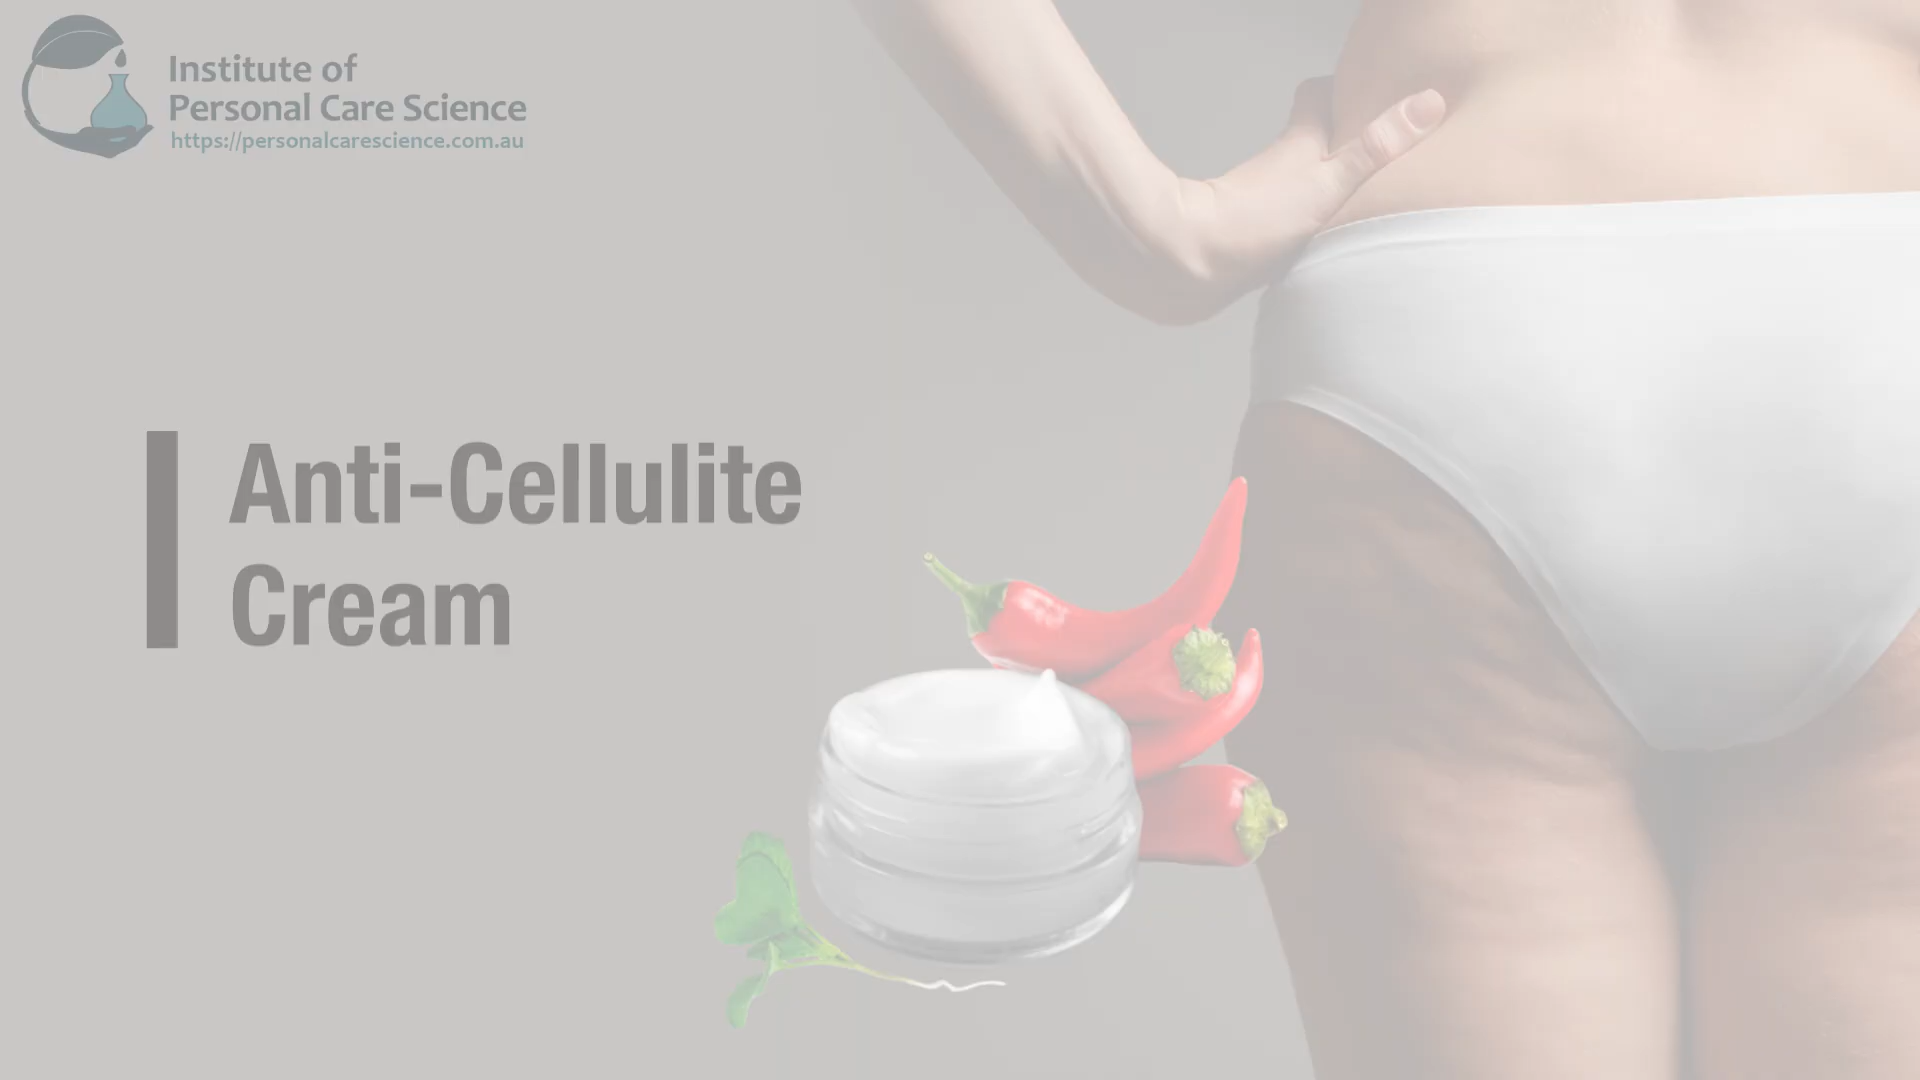 Institute of
Personal Care Science
https://personalcarescience.com.au
Anti-Cellulite
Cream